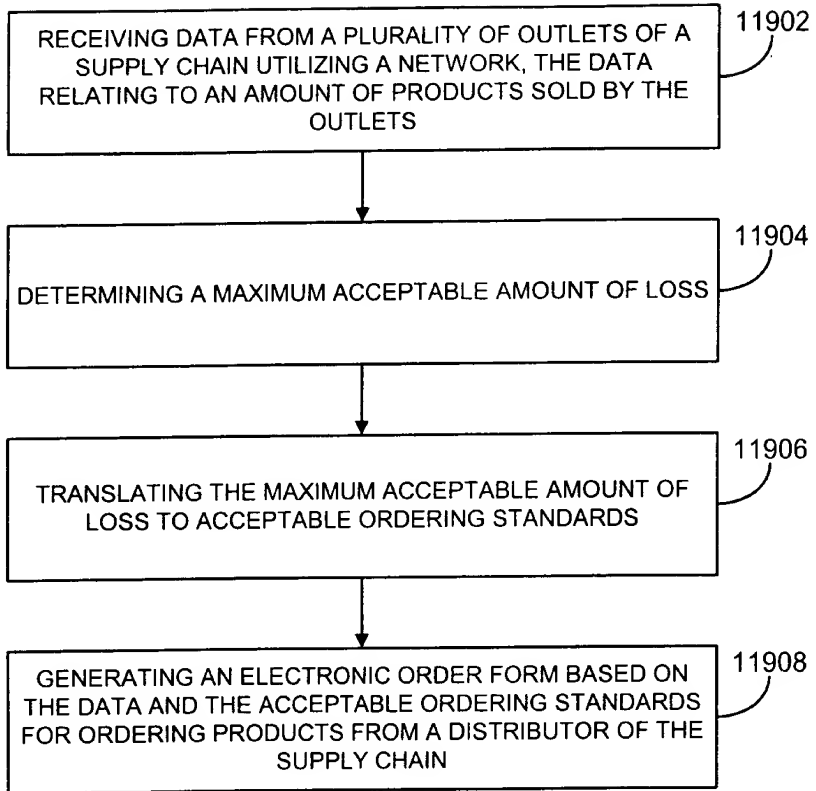 11902
RECEIVING DATA FROM A PLURALITY OF OUTLETS OF A
SUPPLY CHAIN UTILIZING A NETWORK, THE DATA
RELATING TO AN AMOUNT OF PRODUCTS SOLD BY THE
OUTLETS
11904
DETERMINING A MAXIMUM ACCEPTABLE AMOUNT OF LOSS
11906
TRANSLATING THE MAXIMUM ACCEPTABLE AMOUNT OF
LOSS TO ACCEPTABLE ORDERING STANDARDS
11908
GENERATING AN ELECTRONIC ORDER FORM BASED ON
THE DATA AND THE ACCEPTABLE ORDERING STANDARDS
FOR ORDERING PRODUCTS FROM A DISTRIBUTOR OF THE
SUPPLY CHAIN